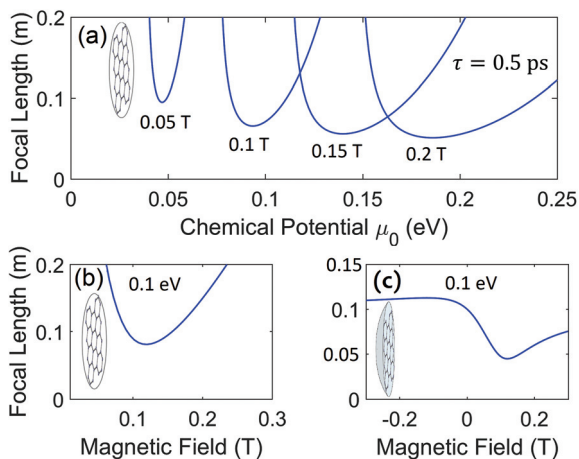 (a)
Focal Length (m)
0.2
0.1
0
0.05 T
0.1 T
0.15 T
0.2 T
τ = 0.5 ps
0 0.05 0.1 0.15 0.2 0.25
Chemical Potential μ0 (eV)
(b)
Focal Length (m)
0.2
0.1
0
0.1 eV
0.1 0.2 0.3
Magnetic Field (T)
(c)
0.15
0.1
0.05
0
0.1 eV
-0.2 0 0.2
Magnetic Field (T)